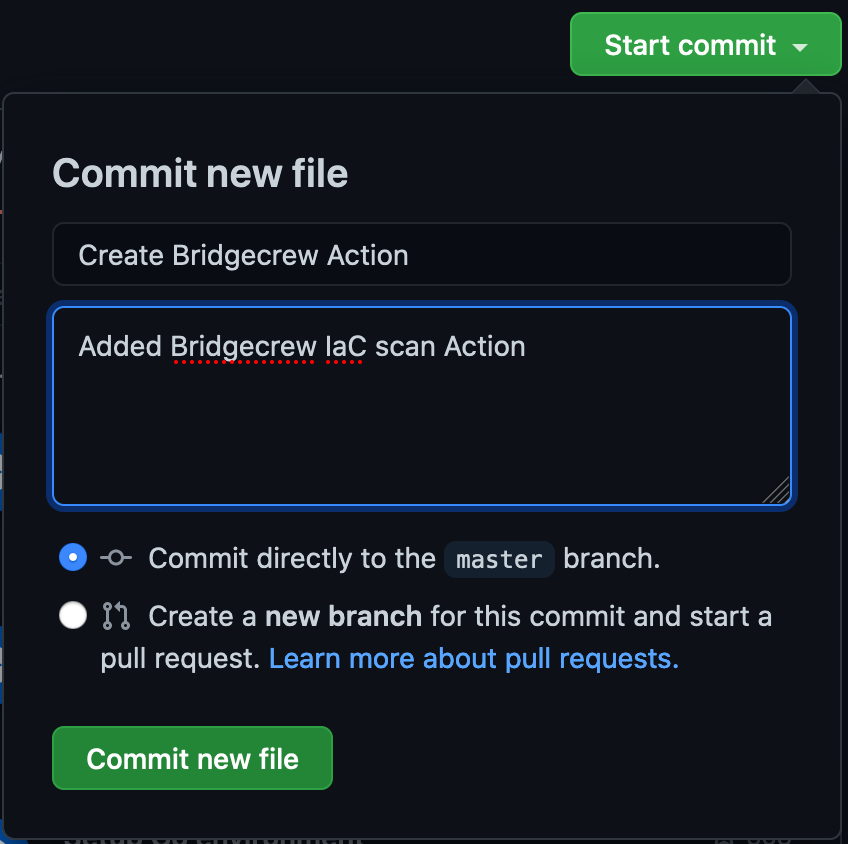 Start commit
Commit new file
Create Bridgecrew Action
Added Bridgecrew IaC scan Action
Commit directly to the master branch.
Create a new branch for this commit and start a
pull request. Learn more about pull requests.
Commit new file